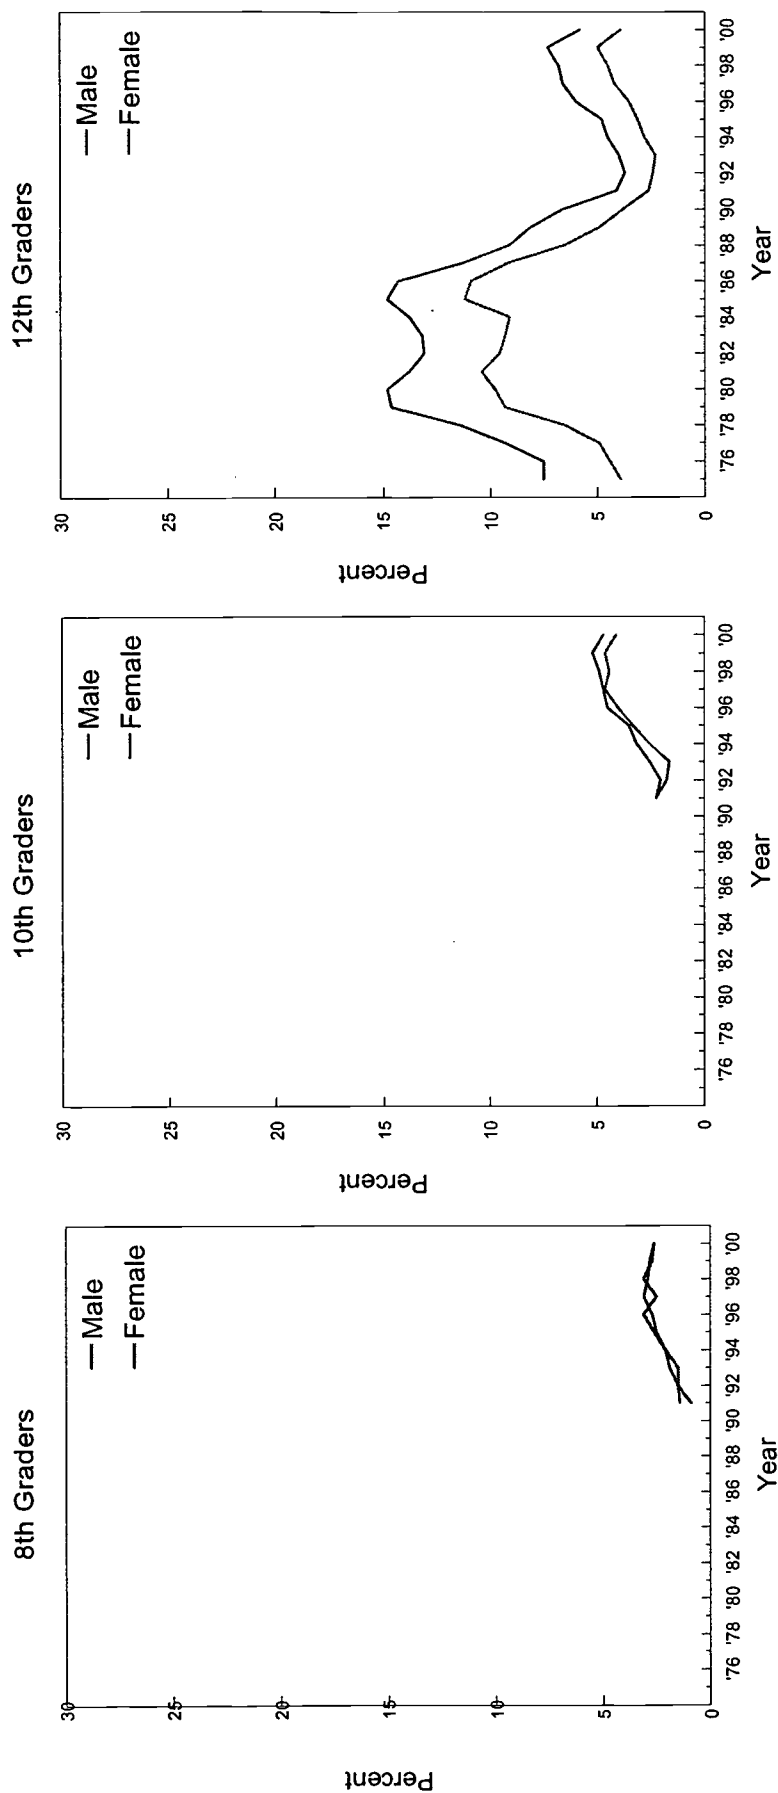 8th Graders
Percent
30
25
20
15
10
5
0
— Male
— Female
'76 '78 '80 '82 '84 '86 '88 '90 '92 '94 '96 '98 '00
Year
10th Graders
Percent
30
25
20
15
10
5
0
— Male
— Female
'76 '78 '80 '82 '84 '86 '88 '90 '92 '94 '96 '98 '00
Year
12th Graders
Percent
30
25
20
15
10
5
0
— Male
— Female
'76 '78 '80 '82 '84 '86 '88 '90 '92 '94 '96 '98 '00
Year